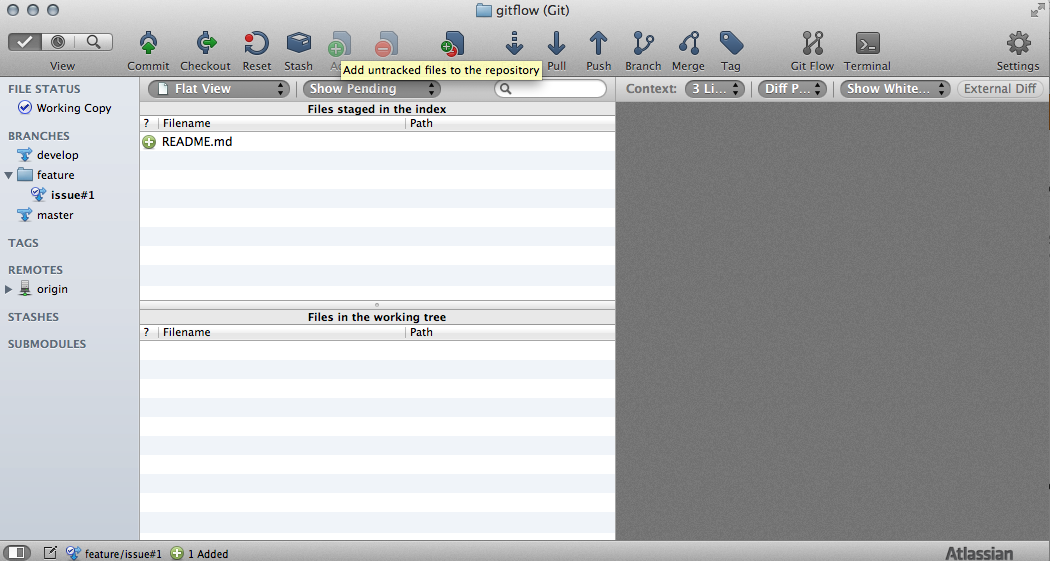 gitflow (Git)
View Commit Checkout Reset Stash Pull Push Branch Merge Tag Git Flow Terminal Settings
Add untracked files to the repository
FILE STATUS
Working Copy
BRANCHES
develop
feature
issue#1
master
TAGS
REMOTES
origin
STASHES
SUBMODULES
Flat View Show Pending
Files staged in the index
? Filename Path
README.md
Files in the working tree
? Filename Path
Context: 3 Li... Diff P... Show White... External Diff
feature/issue#1 1 Added
Atlassian